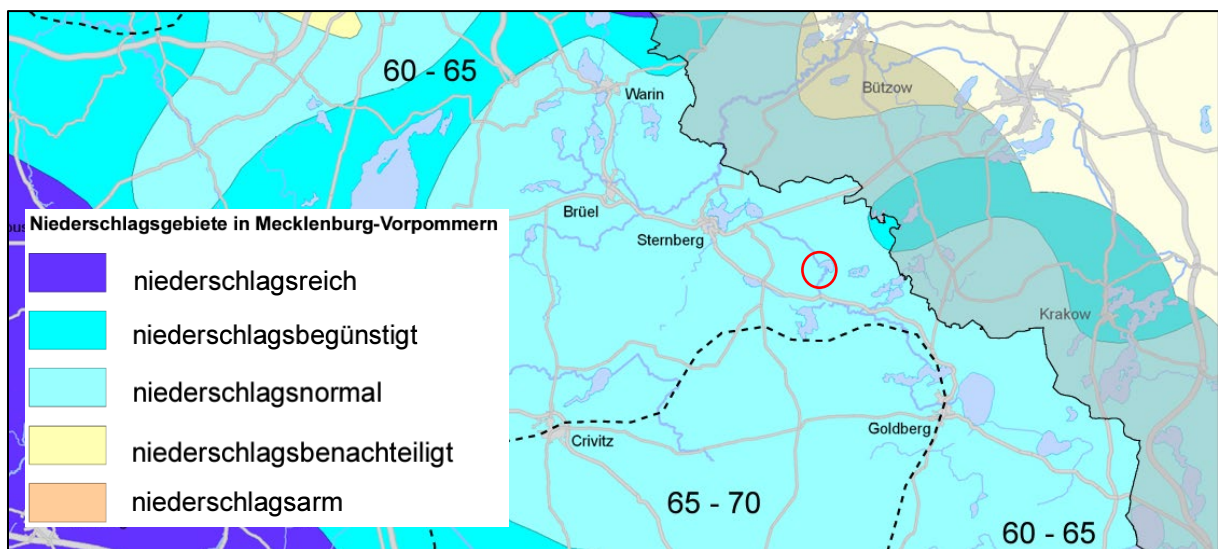 60 - 65
Warin
Bützow
Brüel
Sternberg
Niederschlagsgebiete in Mecklenburg-Vorpommern
niederschlagsreich
niederschlagsbegünstigt
Krakow
niederschlagsnormal
Goldberg
Crivitz
niederschlagsbenachteiligt
65 - 70
niederschlagsarm
60 - 65